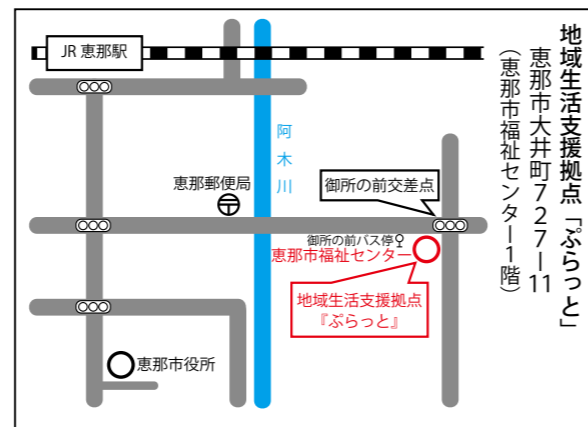 地域生活支援拠点「ぷらっと」
恵那市大井町727ー11
（恵那市福祉センター1階）
JR 恵那駅
阿木川
恵那郵便局
御所の前交差点
御所の前バス停
恵那市福祉センター
地域生活支援拠点
『ぷらっと』
恵那市役所